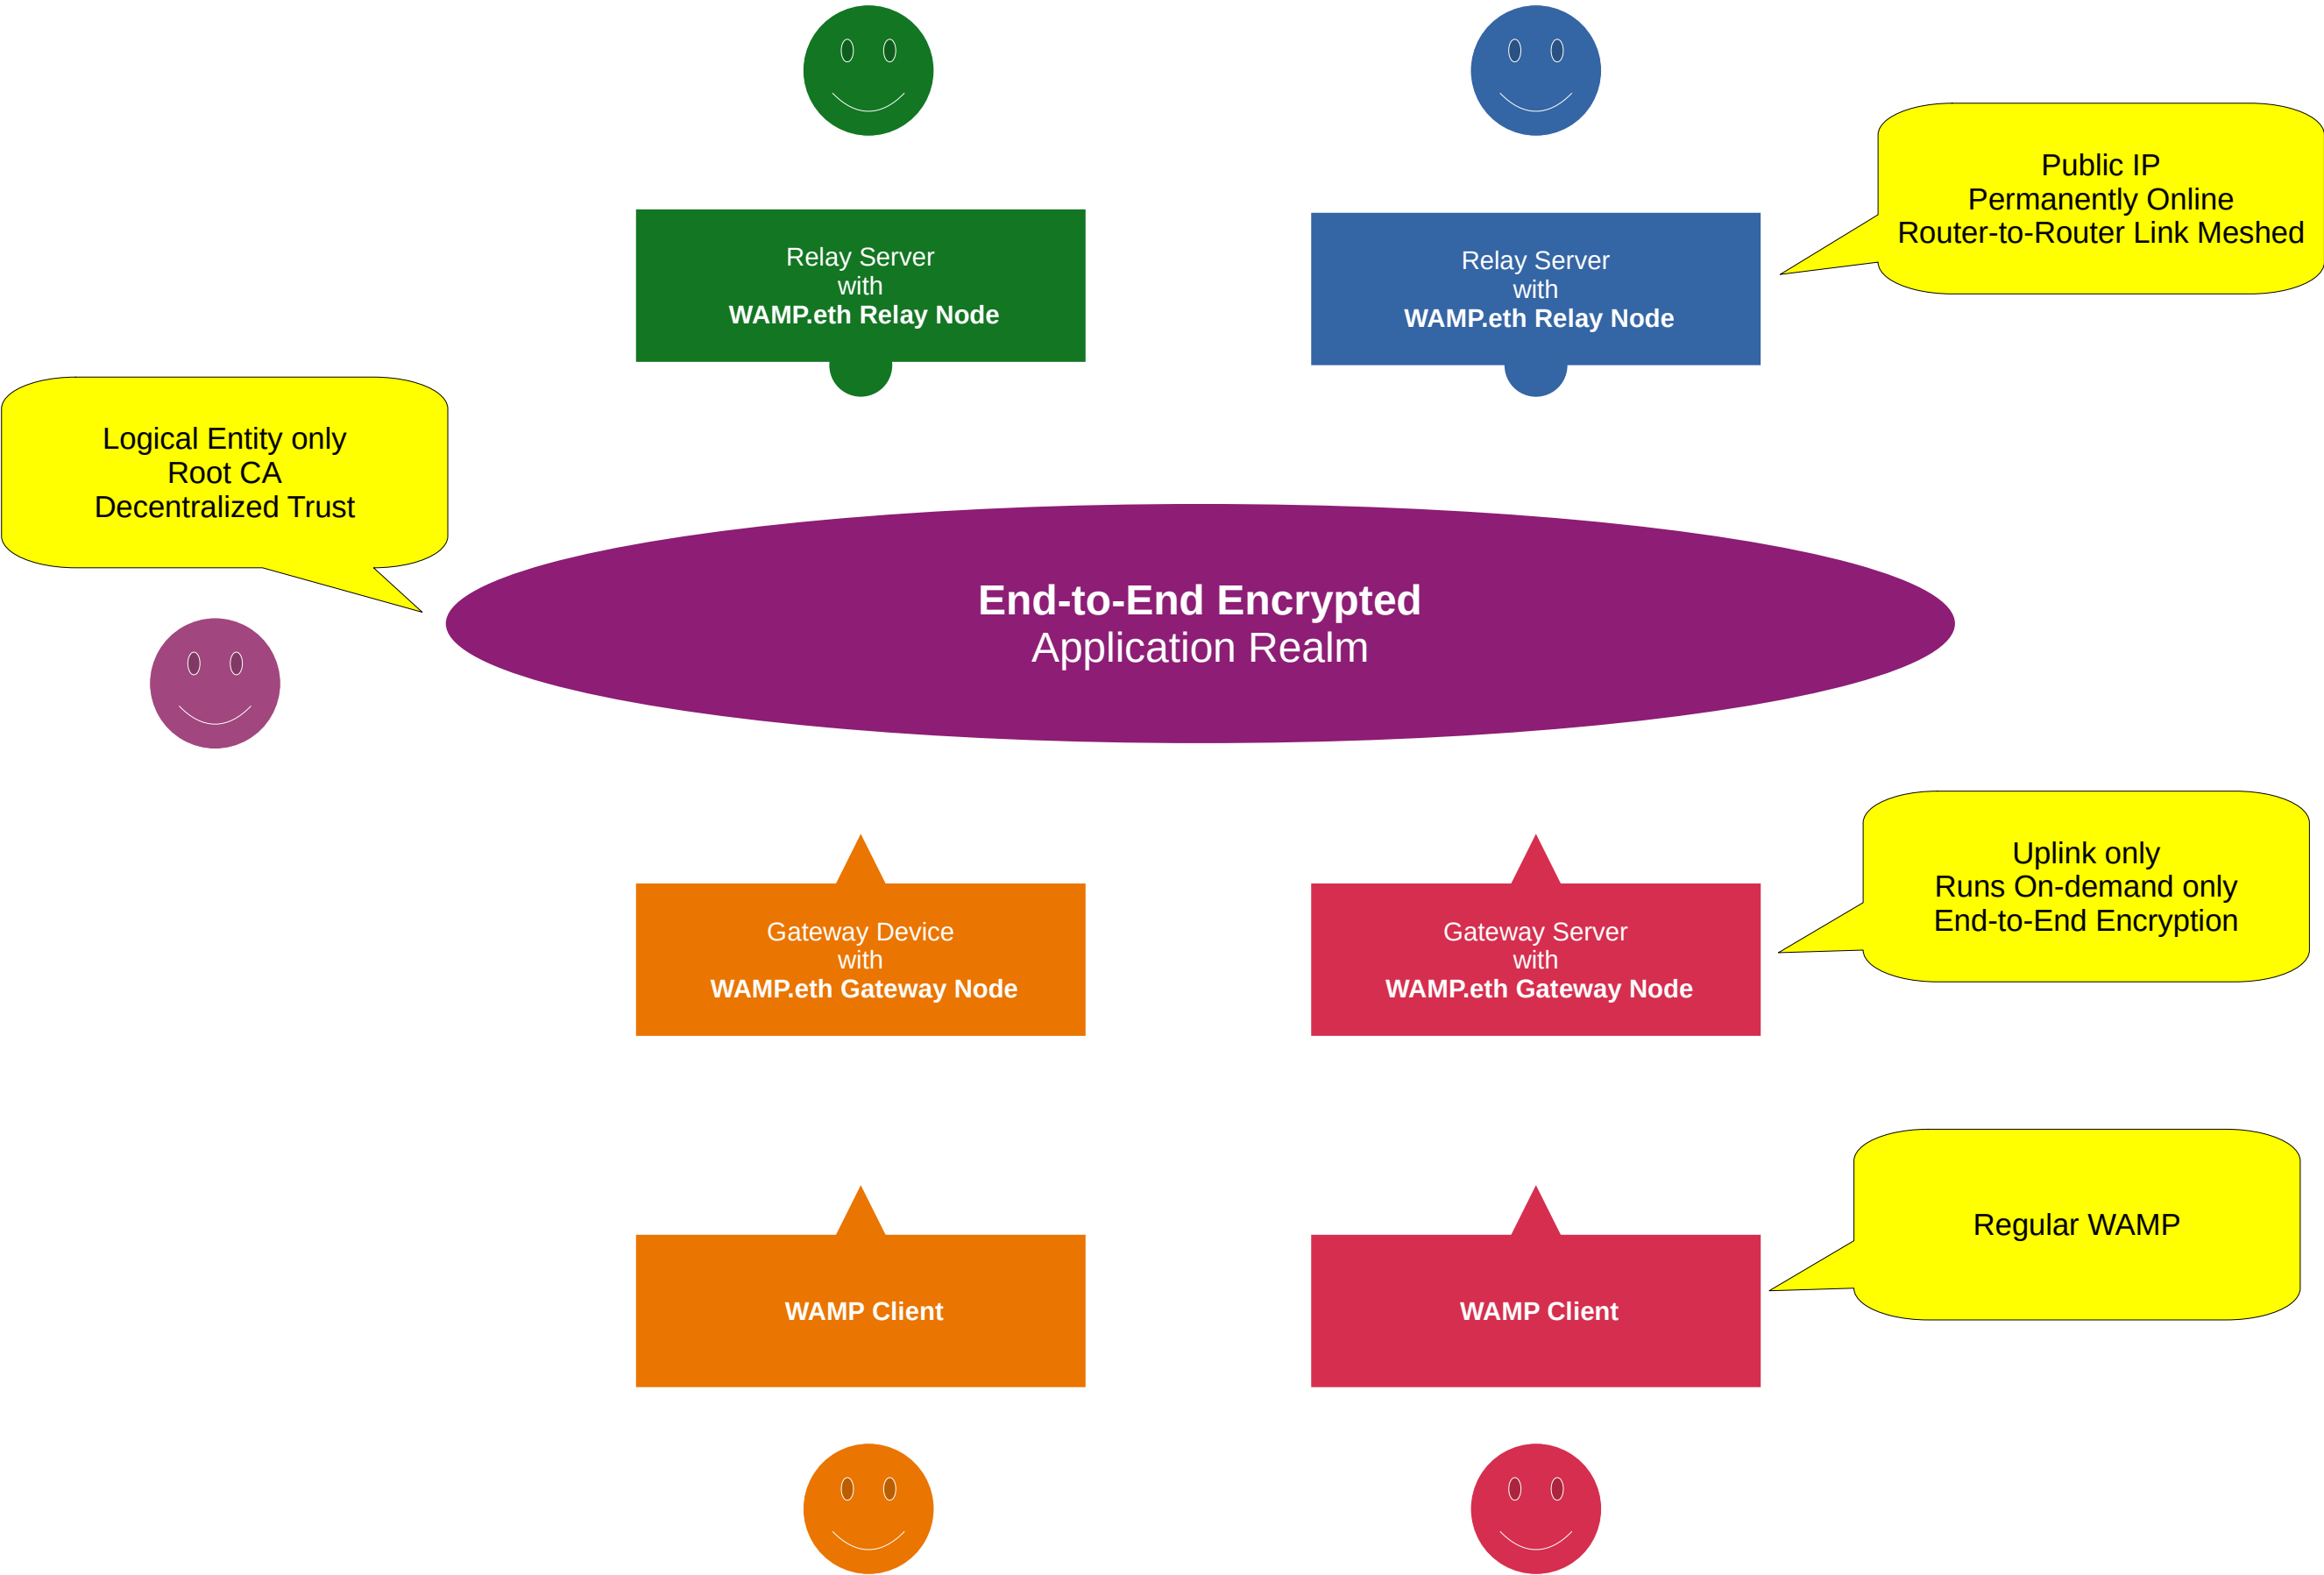 Public IP
Permanently Online
Router-to-Router Link Meshed
Relay Server
with
WAMP.eth Relay Node
Relay Server
with
WAMP.eth Relay Node
Logical Entity only
Root CA
Decentralized Trust
End-to-End Encrypted
Application Realm
Uplink only
Runs On-demand only
End-to-End Encryption
Gateway Device
with
WAMP.eth Gateway Node
Gateway Server
with
WAMP.eth Gateway Node
Regular WAMP
WAMP Client
WAMP Client